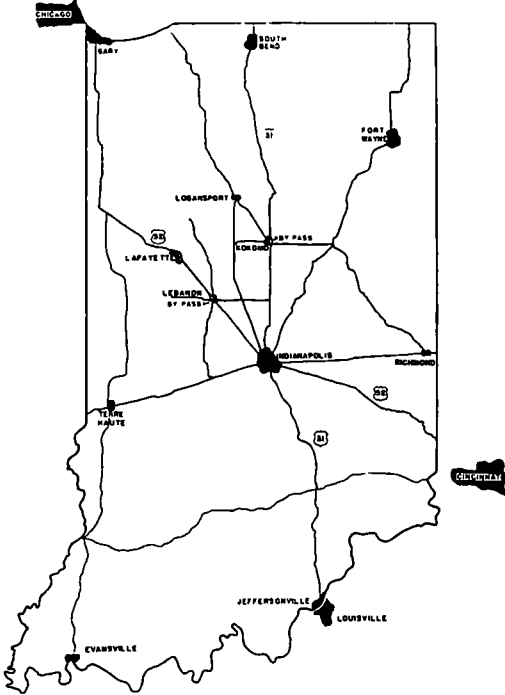 CHICAGO
GARY
SOUTH
BEND
31
FORT
WAYNE
LOGANSPORT
BY PASS
KOKOMO
52
LAFAYETTE
LEBANON
BY PASS
INDIANAPOLIS
RICHMOND
52
TERRE
HAUTE
31
CINCINNATI
JEFFERSONVILLE
LOUISVILLE
EVANSVILLE